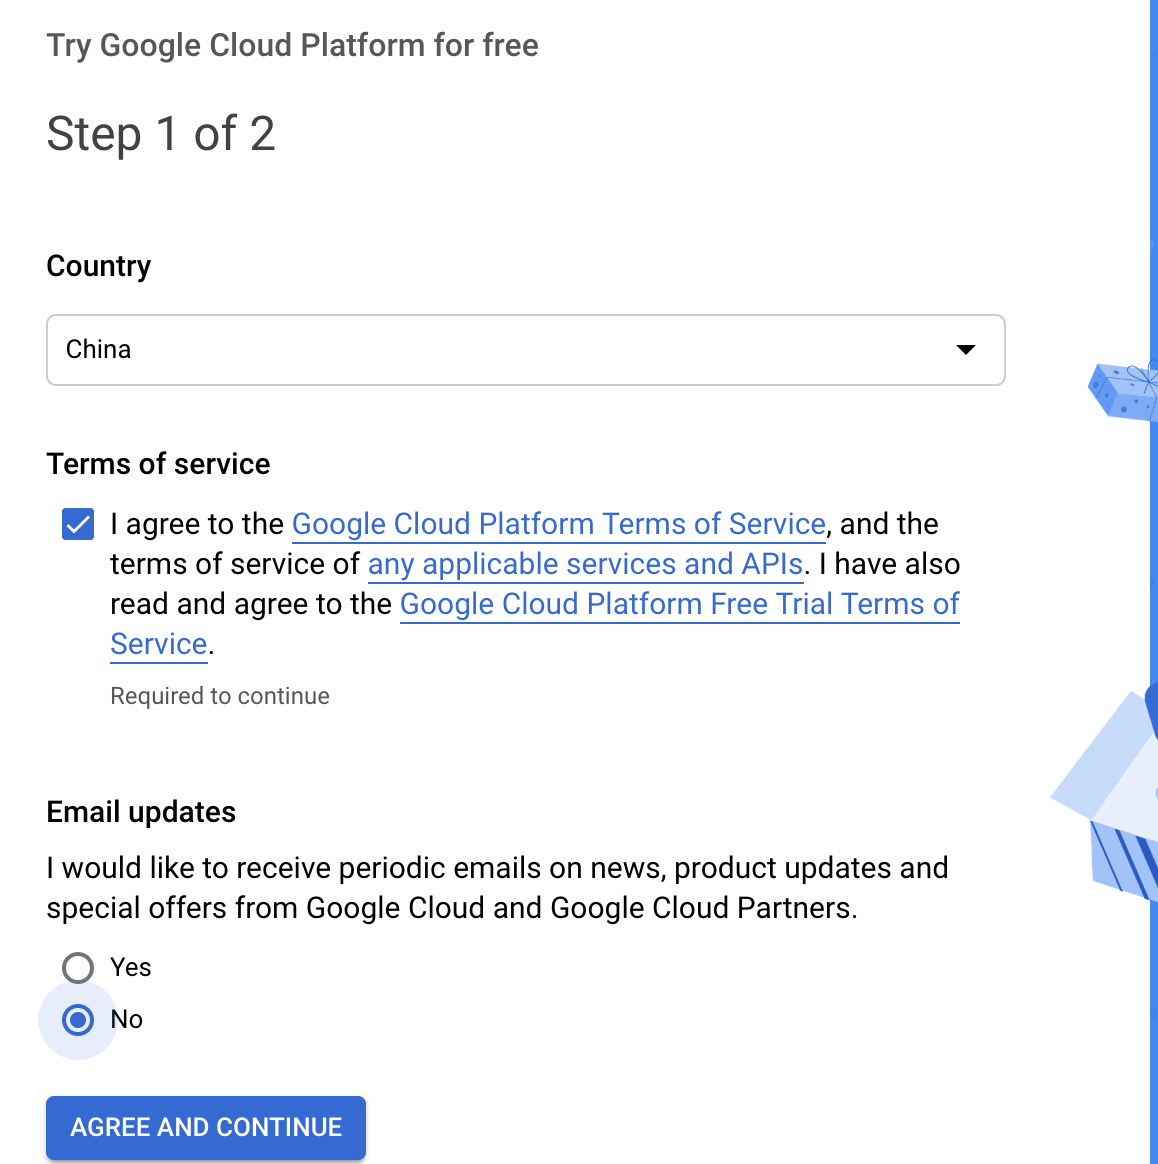 Try Google Cloud Platform for free
Step 1 of 2
Country
China
Terms of service
I agree to the Google Cloud Platform Terms of Service, and the
terms of service of any applicable services and APIs. I have also
read and agree to the Google Cloud Platform Free Trial Terms of
Service.
Required to continue
Email updates
I would like to receive periodic emails on news, product updates and
special offers from Google Cloud and Google Cloud Partners.
Yes
No
AGREE AND CONTINUE